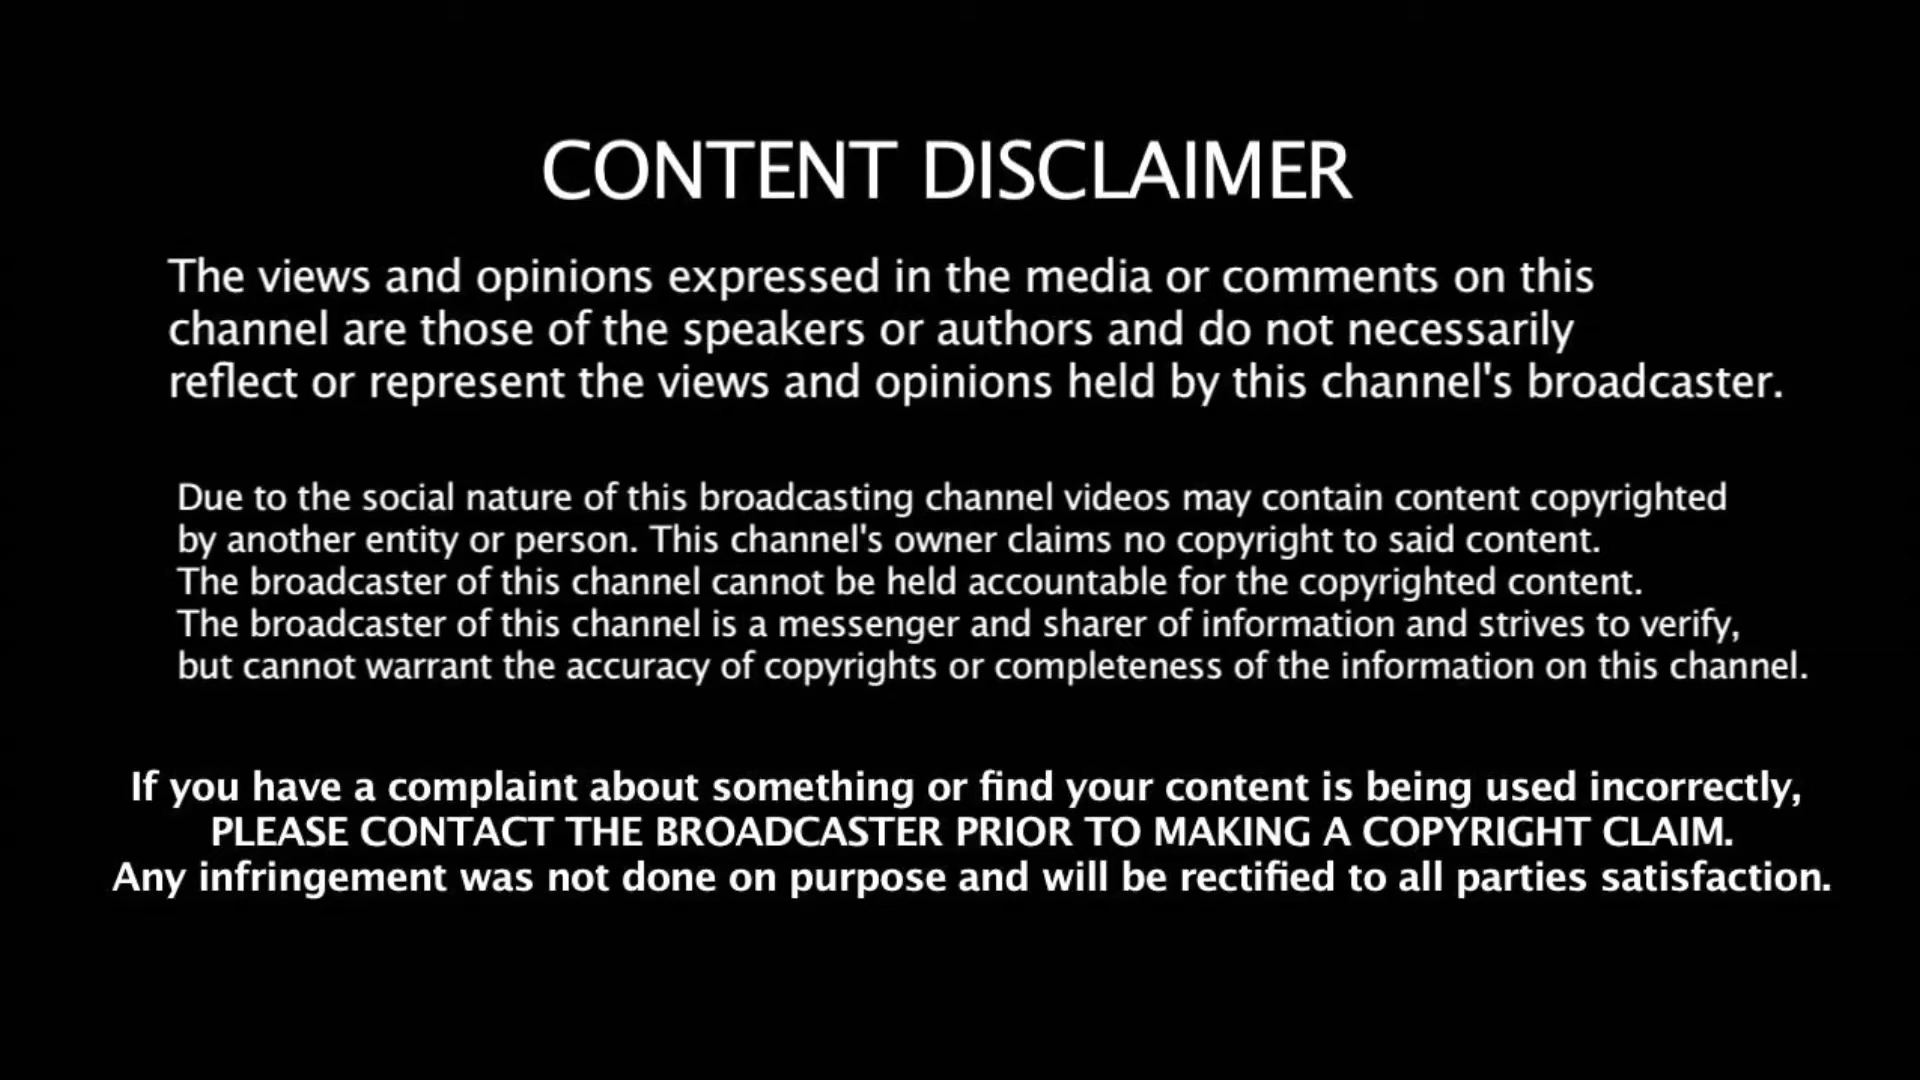 CONTENT DISCLAIMER
The views and opinions expressed in the media or comments on this
channel are those of the speakers or authors and do not necessarily
reflect or represent the views and opinions held by this channel's broadcaster.
Due to the social nature of this broadcasting channel videos may contain content copyrighted
by another entity or person. This channel's owner claims no copyright to said content.
The broadcaster of this channel cannot be held accountable for the copyrighted content.
The broadcaster of this channel is a messenger and sharer of information and strives to verify,
but cannot warrant the accuracy of copyrights or completeness of the information on this channel.
If you have a complaint about something or find your content is being used incorrectly,
PLEASE CONTACT THE BROADCASTER PRIOR TO MAKING A COPYRIGHT CLAIM.
Any infringement was not done on purpose and will be rectified to all parties satisfaction.